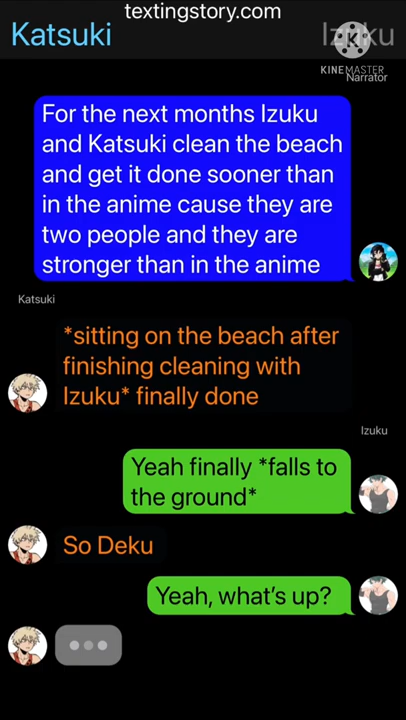 textingstory.com
Katsuki
Izuku
KINEMASTER
Narrator
For the next months Izuku
and Katsuki clean the beach
and get it done sooner than
in the anime cause they are
two people and they are
stronger than in the anime
Katsuki
*sitting on the beach after
finishing cleaning with
Izuku* finally done
Izuku
Yeah finally *falls to
the ground*
So Deku
Yeah, what's up?